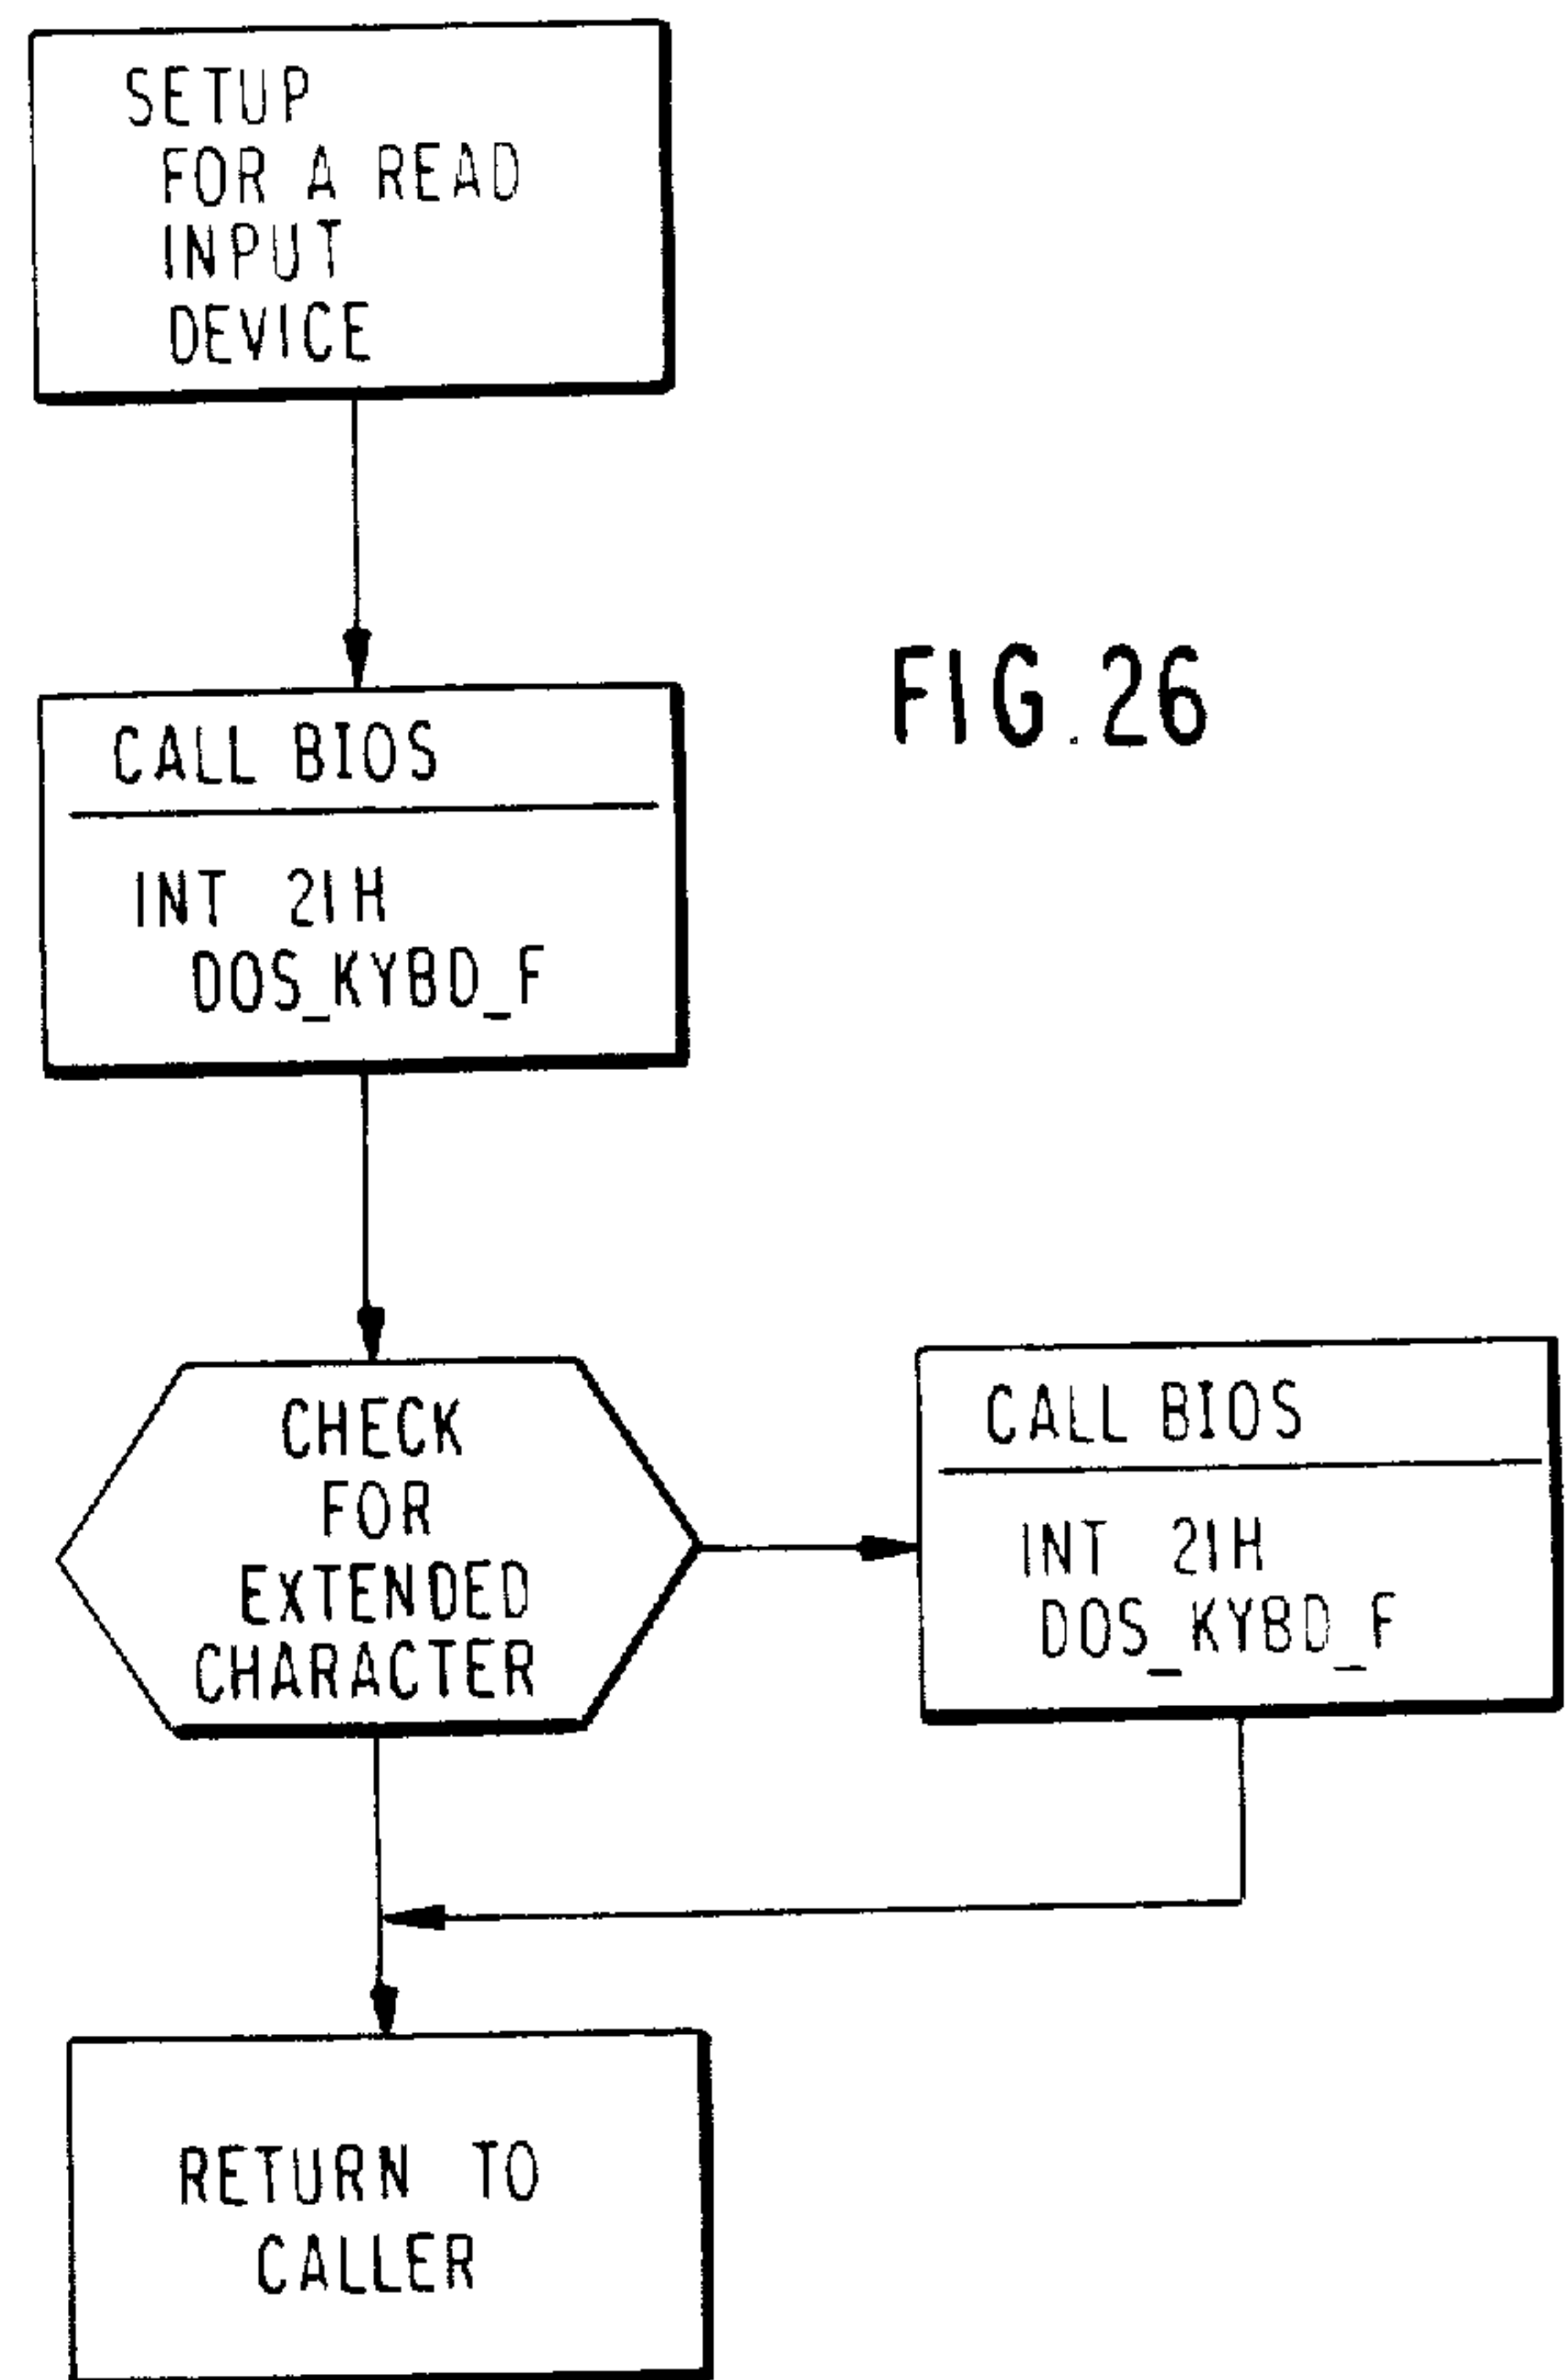 SETUP
FOR A READ
INPUT
DEVICE
FIG.26
CALL BIOS
INT 21H
DOS_KYBD_F
CHECK
FOR
EXTENDED
CHARACTER
CALL BIOS
INT 21H
DOS_KYBD_F
RETURN TO
CALLER